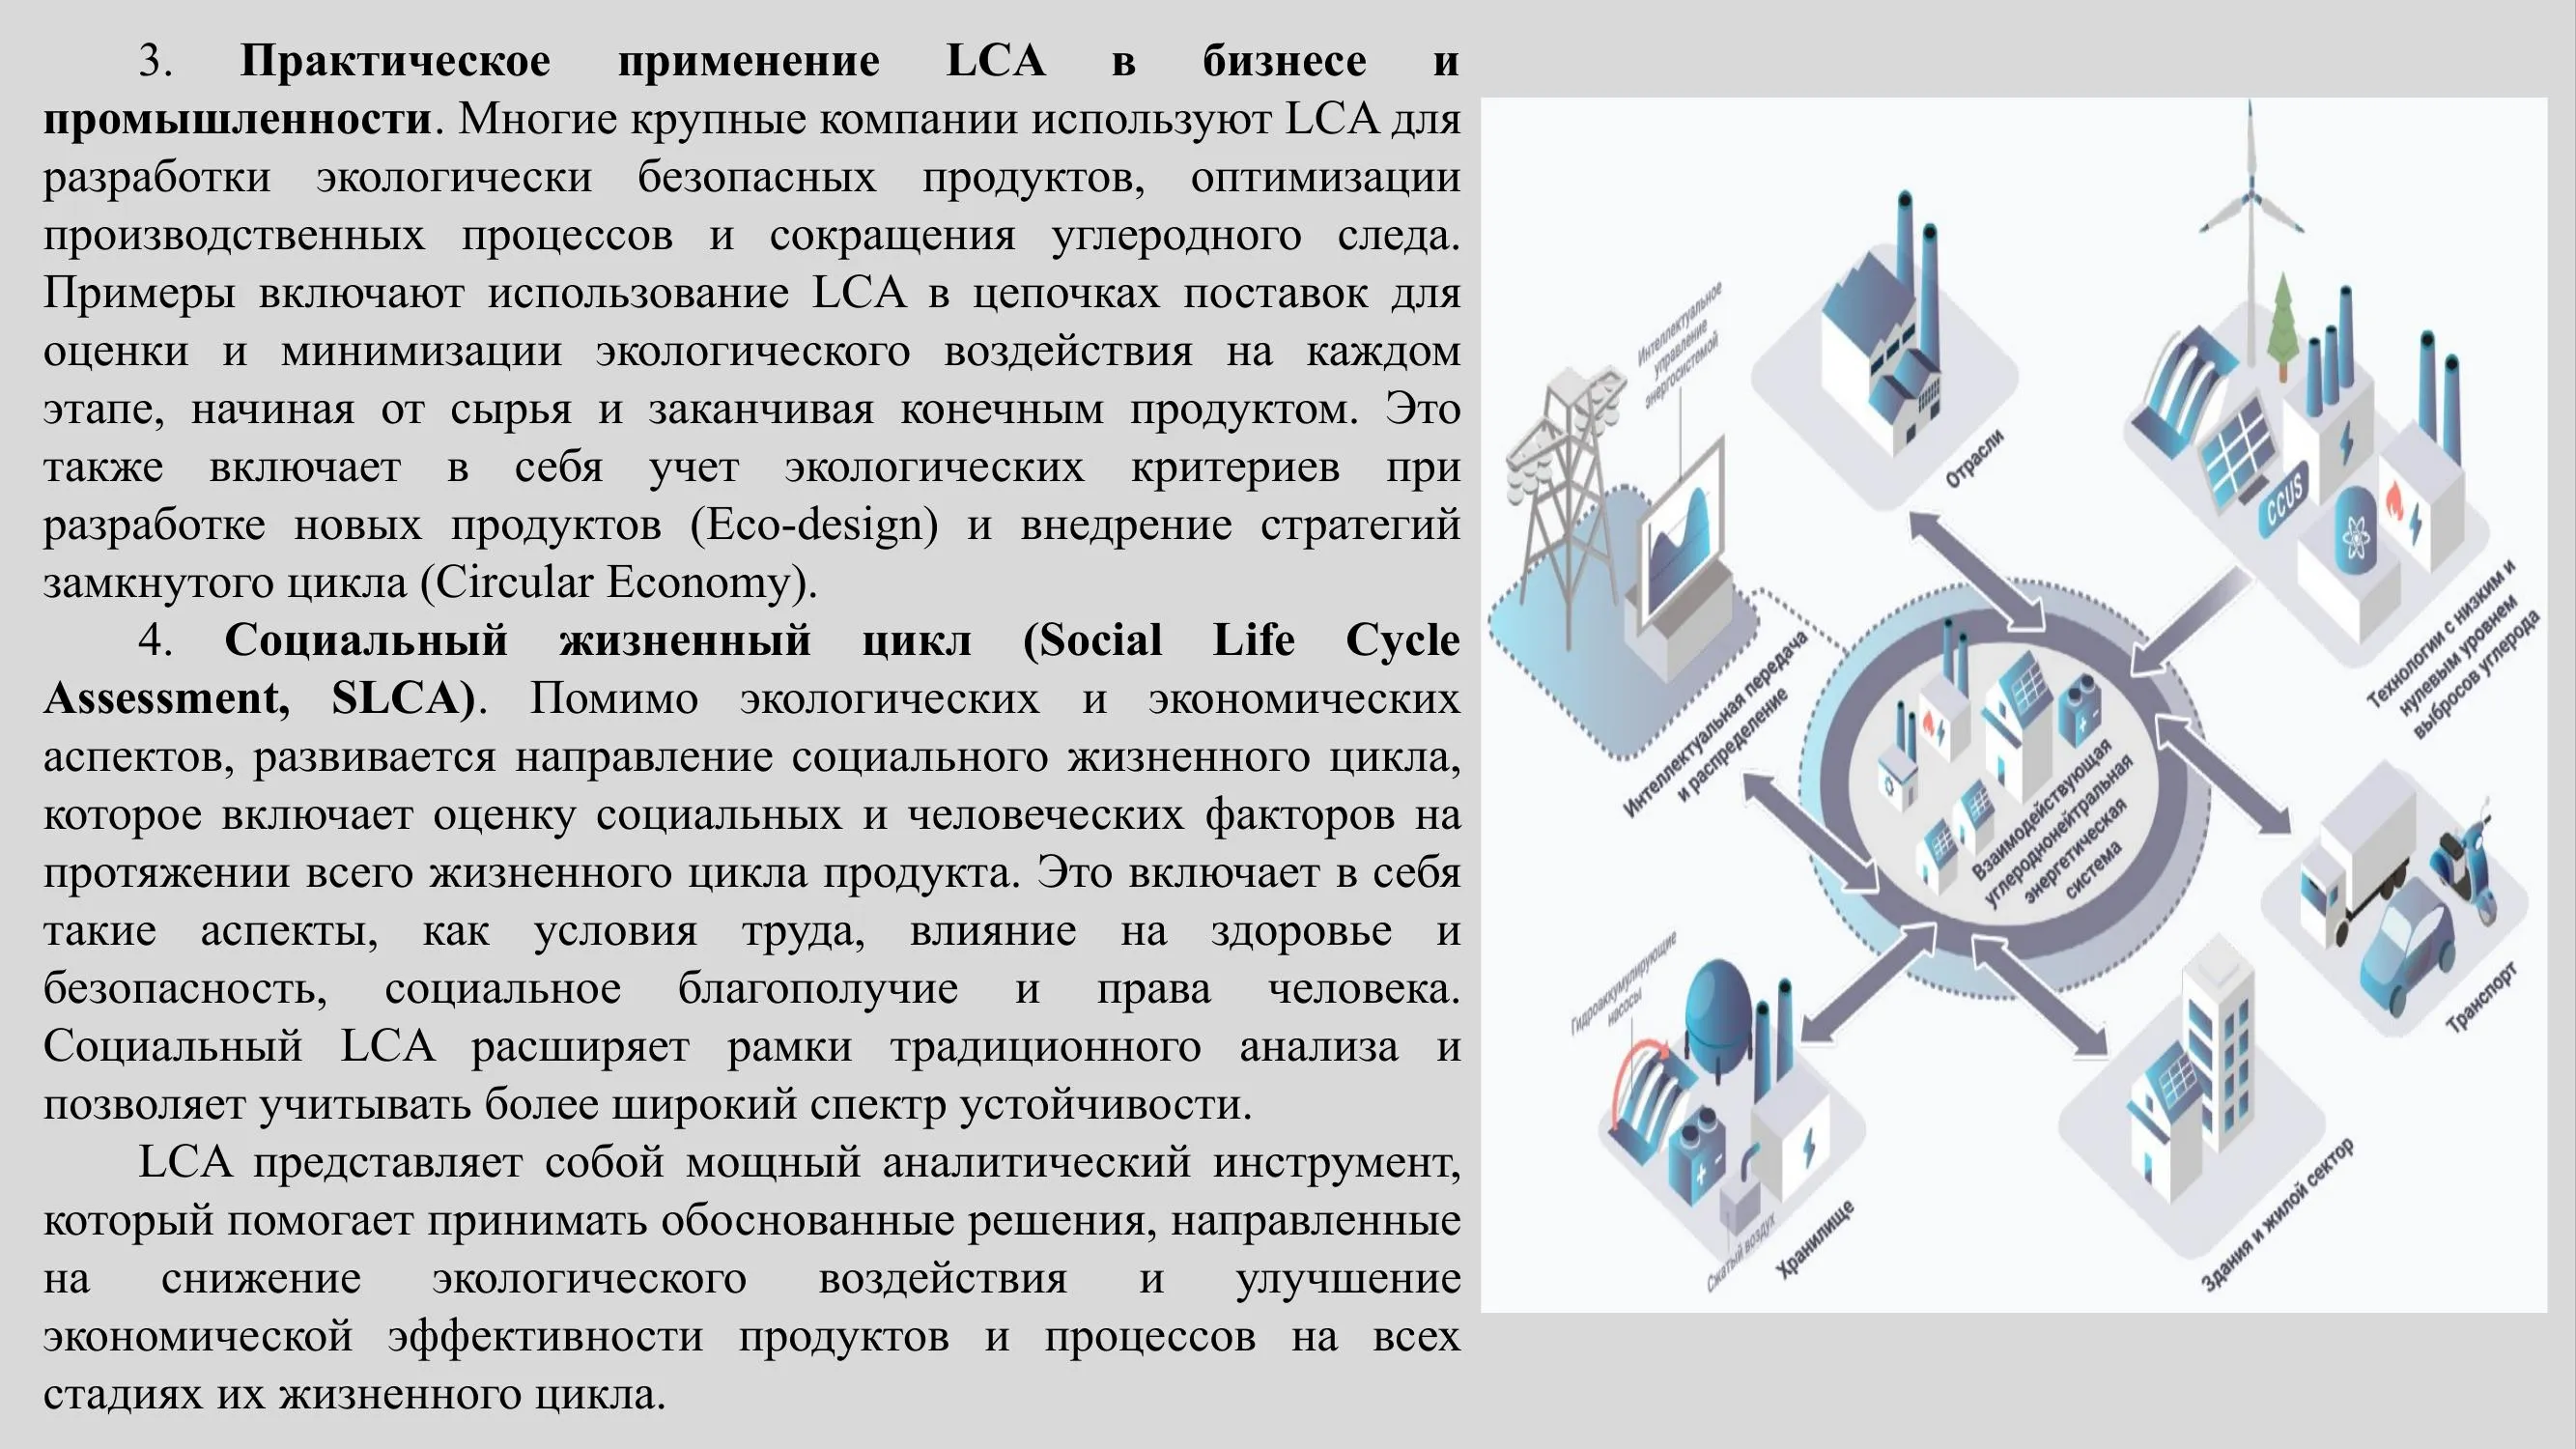 3. Практическое применение LCA в бизнесе и
промышленности. Многие крупные компании используют LCA для
разработки экологически безопасных продуктов, оптимизации
производственных процессов и сокращения углеродного следа.
Примеры включают использование LCA в цепочках поставок для
оценки и минимизации экологического воздействия на каждом
этапе, начиная от сырья и заканчивая конечным продуктом. Это
также включает в себя учет экологических критериев при
разработке новых продуктов (Eco-design) и внедрение стратегий
замкнутого цикла (Circular Economy).
4. Социальный жизненный цикл (Social Life Cycle
Assessment, SLCA). Помимо экологических и экономических
аспектов, развивается направление социального жизненного цикла,
которое включает оценку социальных и человеческих факторов на
протяжении всего жизненного цикла продукта. Это включает в себя
такие аспекты, как условия труда, влияние на здоровье и
безопасность, социальное благополучие и права человека.
Социальный LCA расширяет рамки традиционного анализа и
позволяет учитывать более широкий спектр устойчивости.
LCA представляет собой мощный аналитический инструмент,
который помогает принимать обоснованные решения, направленные
на снижение экологического воздействия и улучшение
экономической эффективности продуктов и процессов на всех
стадиях их жизненного цикла.
Интеллектуальное
управление
энергосистемой
Отрасли
CCUS
Технологии с низким и
нулевым уровнем
выбросов углерода
Интеллектуальная передача
и распределение
Взаимодействующая
углероднонейтральная
энергетическая
система
Транспорт
Гидроаккумулирующие
насосы
Сжатый воздух
Хранилище
Здания и жилой сектор